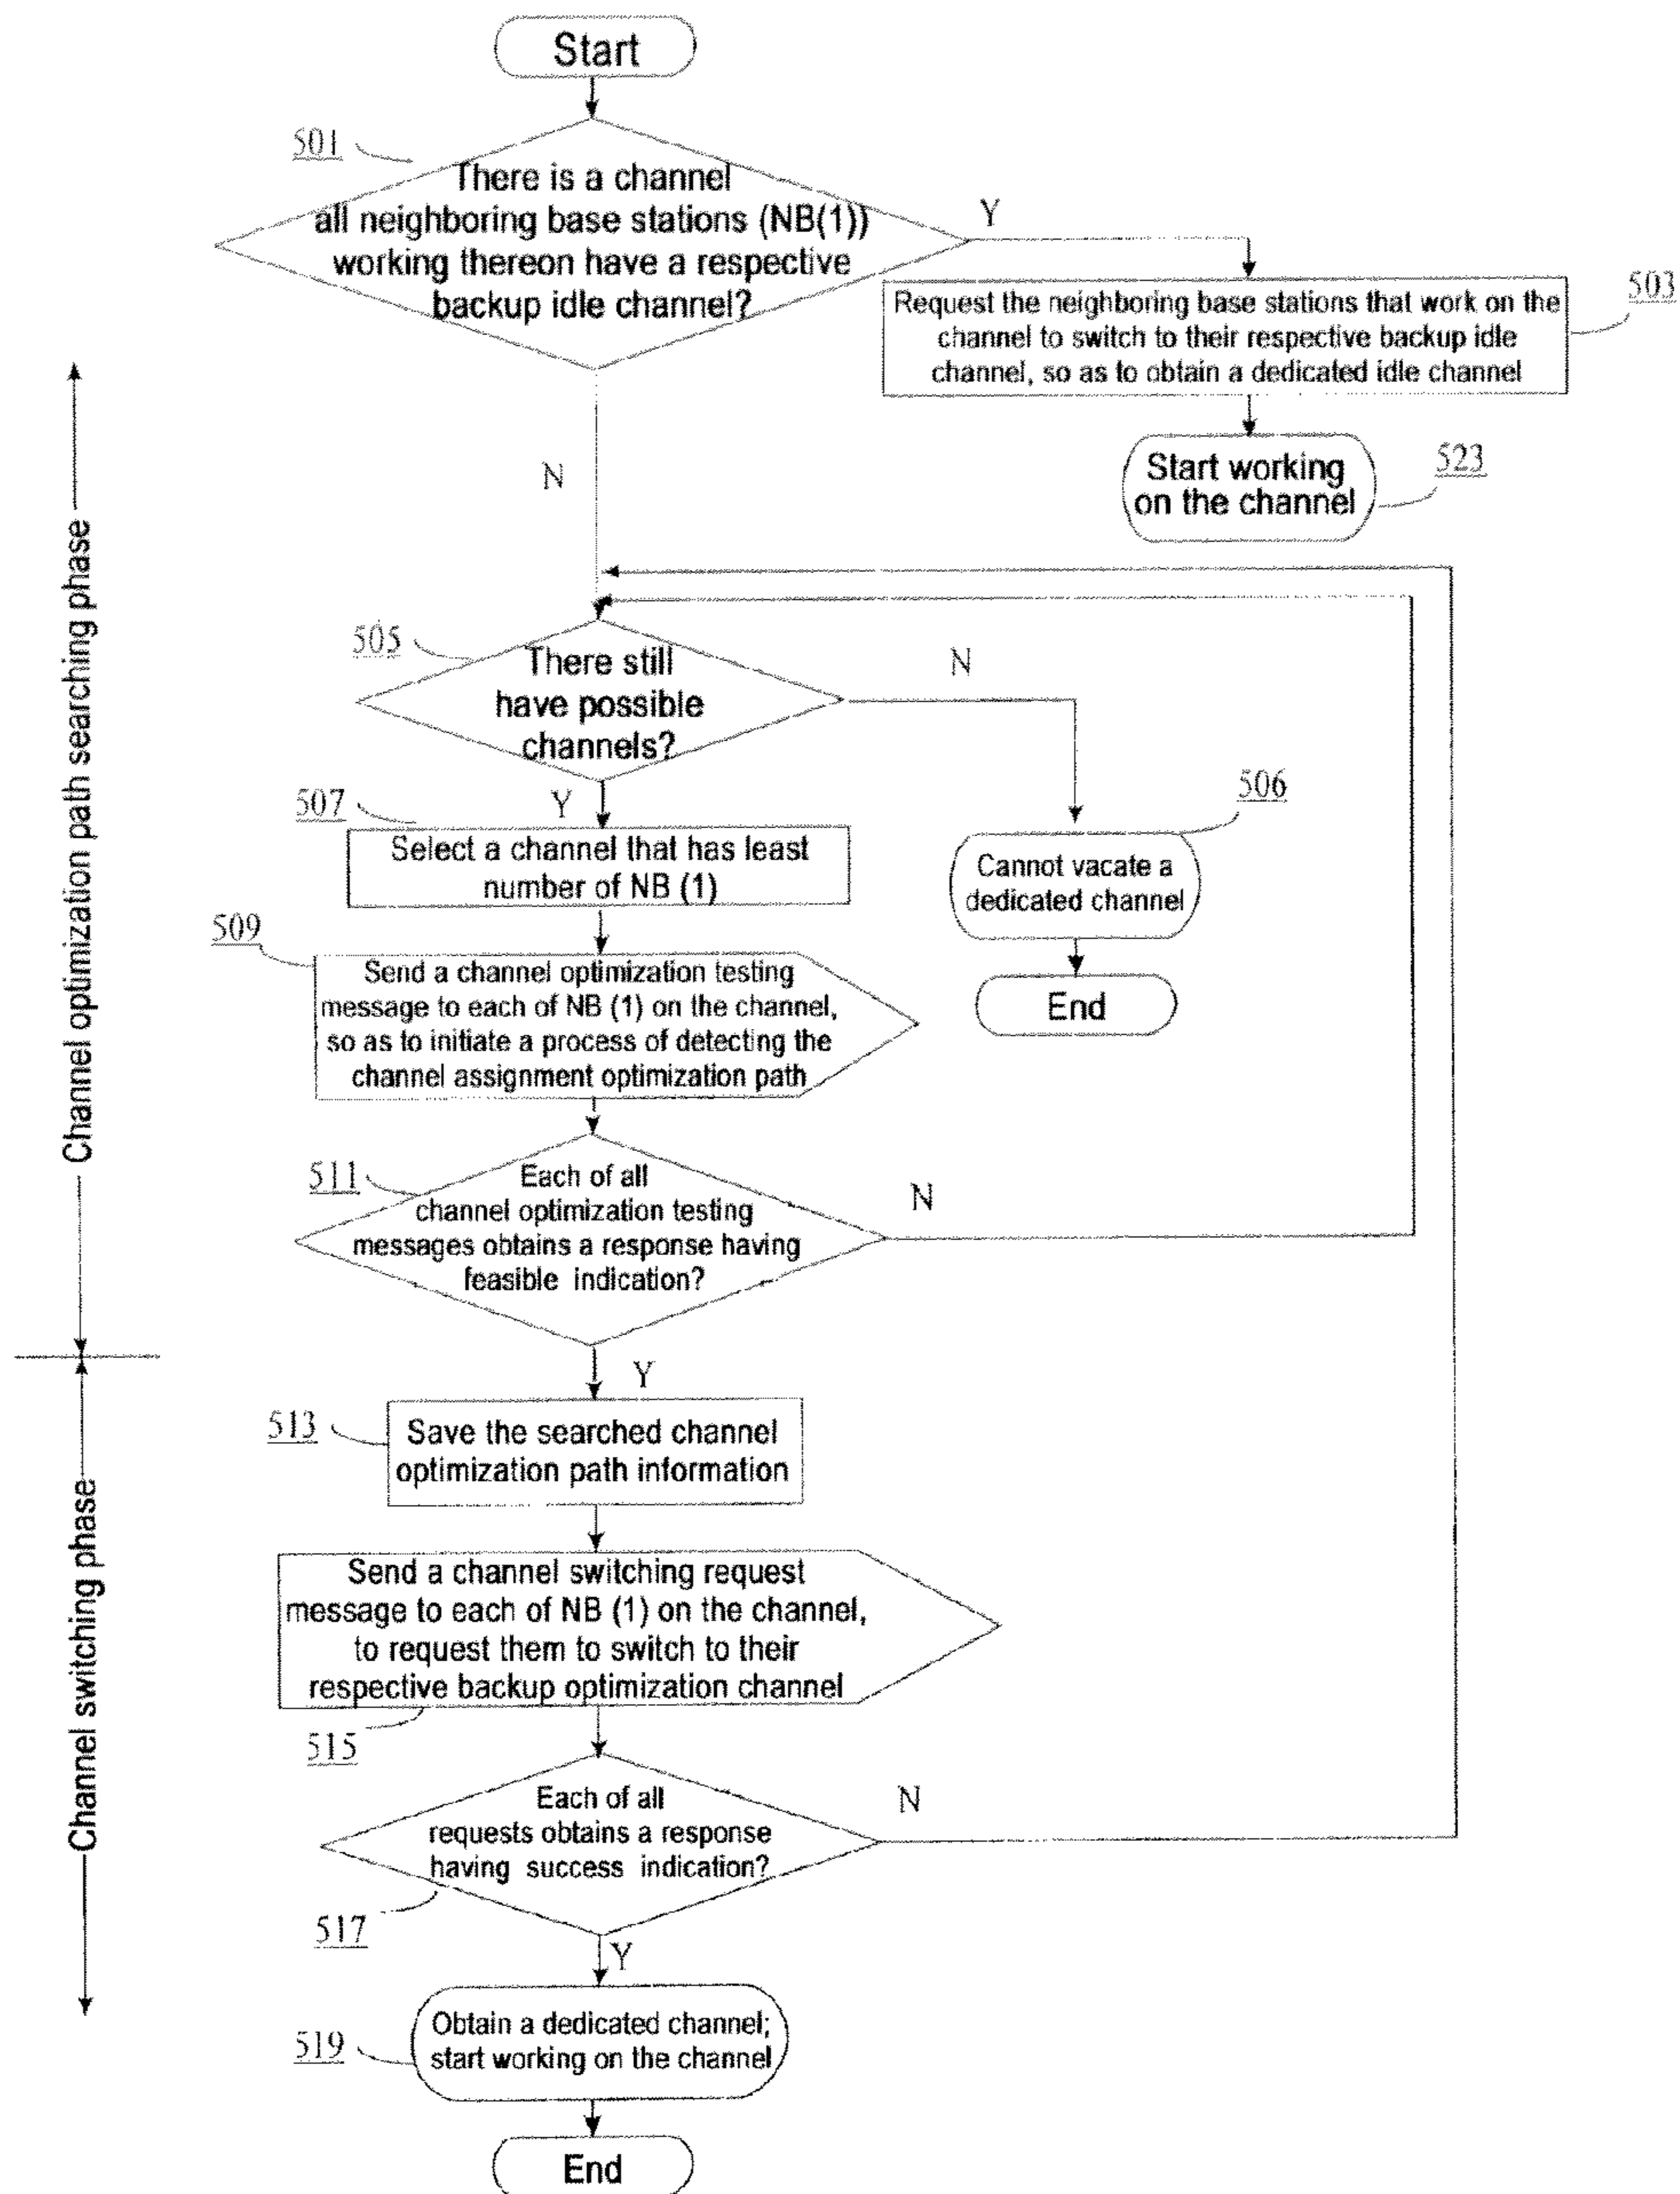 Start
501
There is a channel
all neighboring base stations (NB(1))
working thereon have a respective
backup idle channel?
Y
503
Request the neighboring base stations that work on the
channel to switch to their respective backup idle
channel, so as to obtain a dedicated idle channel
Start working
on the channel
523
N
Channel optimization path searching phase
505
There still
have possible
channels?
N
506
Cannot vacate a
dedicated channel
End
Y
507
Select a channel that has least
number of NB (1)
509
Send a channel optimization testing
message to each of NB (1) on the channel,
so as to initiate a process of detecting the
channel assignment optimization path
511
Each of all
channel optimization testing
messages obtains a response having
feasible indication?
N
Y
Channel switching phase
513
Save the searched channel
optimization path information
Send a channel switching request
message to each of NB (1) on the channel,
to request them to switch to their
respective backup optimization channel
515
Each of all
requests obtains a response
having success indication?
N
517
Y
519
Obtain a dedicated channel;
start working on the channel
End